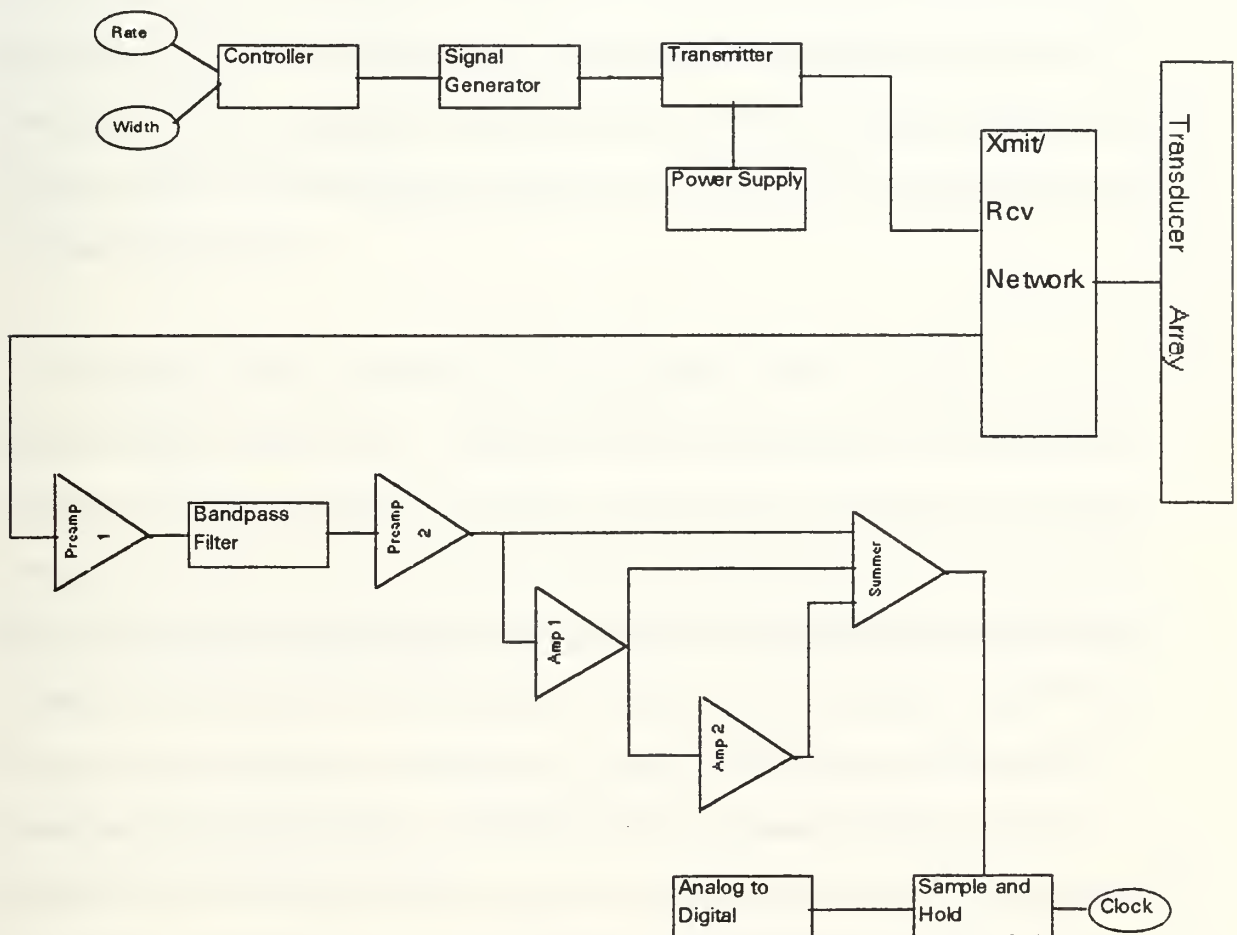 Rate
Width
Controller
Signal
Generator
Transmitter
Power Supply
Xmit/
Rcv
Network
Transducer Array
Preamp
1
Bandpass
Filter
Preamp
2
Amp 1
Amp 2
Summer
Analog to
Digital
Sample and
Hold
Clock